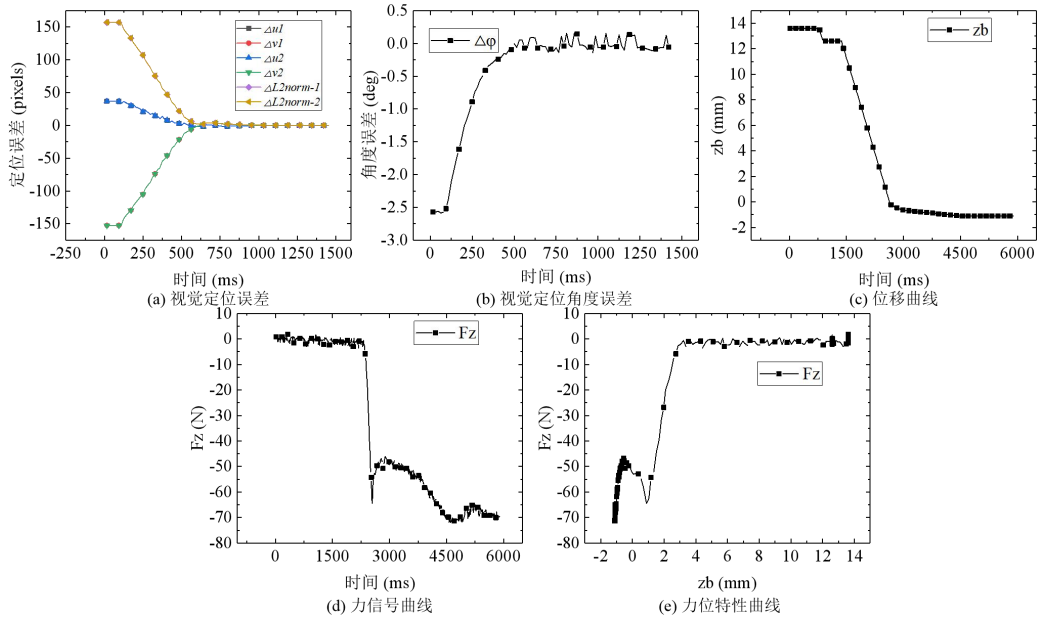 定位误差 (pixels)
150
100
50
0
-50
-100
-150
-250 0 250 500 750 1000 1250 1500
时间 (ms)
Δu1
Δv1
Δu2
Δv2
ΔL2norm-1
ΔL2norm-2
(a) 视觉定位误差
角度误差 (deg)
0.5
0.0
-0.5
-1.0
-1.5
-2.0
-2.5
-3.0
0 250 500 750 1000 1250 1500
时间 (ms)
Δφ
(b) 视觉定位角度误差
zb (mm)
14
12
10
8
6
4
2
0
-2
0 1500 3000 4500 6000
时间 (ms)
zb
(c) 位移曲线
Fz (N)
10
0
-10
-20
-30
-40
-50
-60
-70
-80
0 1500 3000 4500 6000
时间 (ms)
Fz
(d) 力信号曲线
Fz (N)
10
0
-10
-20
-30
-40
-50
-60
-70
-80
-2 0 2 4 6 8 10 12 14
zb (mm)
Fz
(e) 力位特性曲线